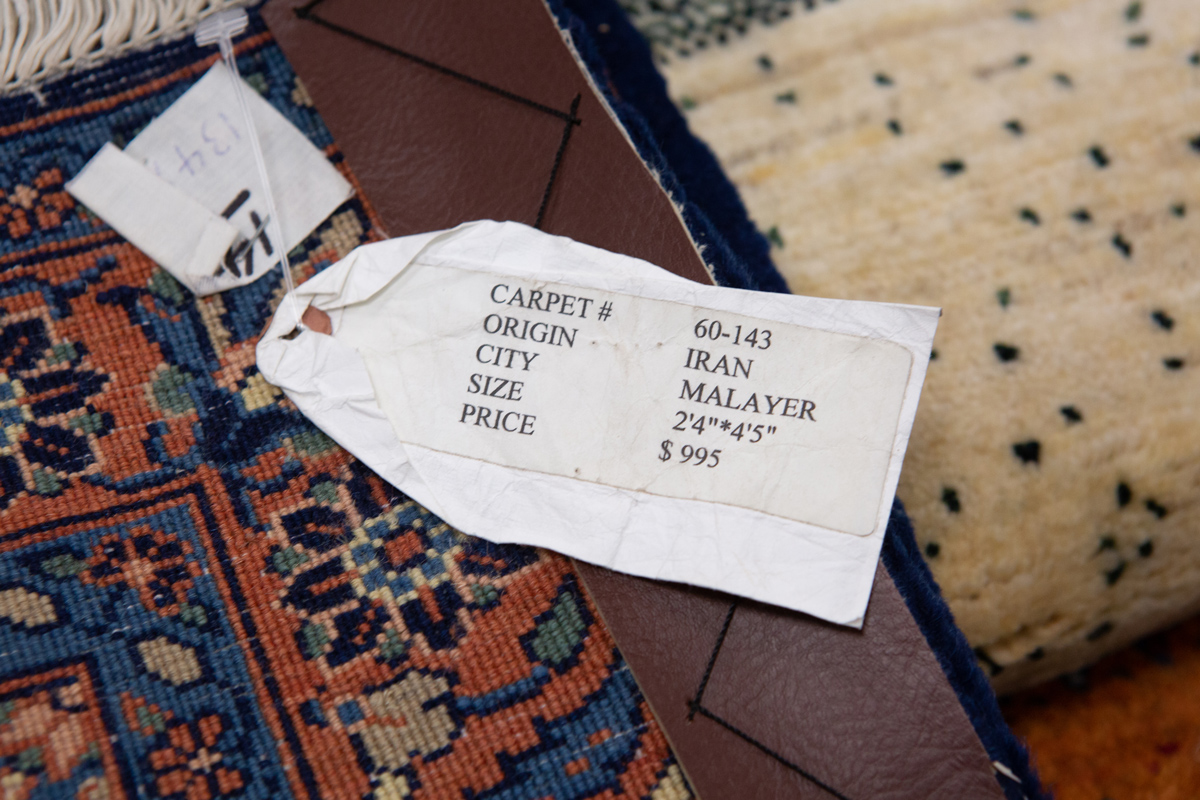 CARPET # 60-143
ORIGIN IRAN
CITY MALAYER
SIZE 2'4"*4'5"
PRICE $ 995